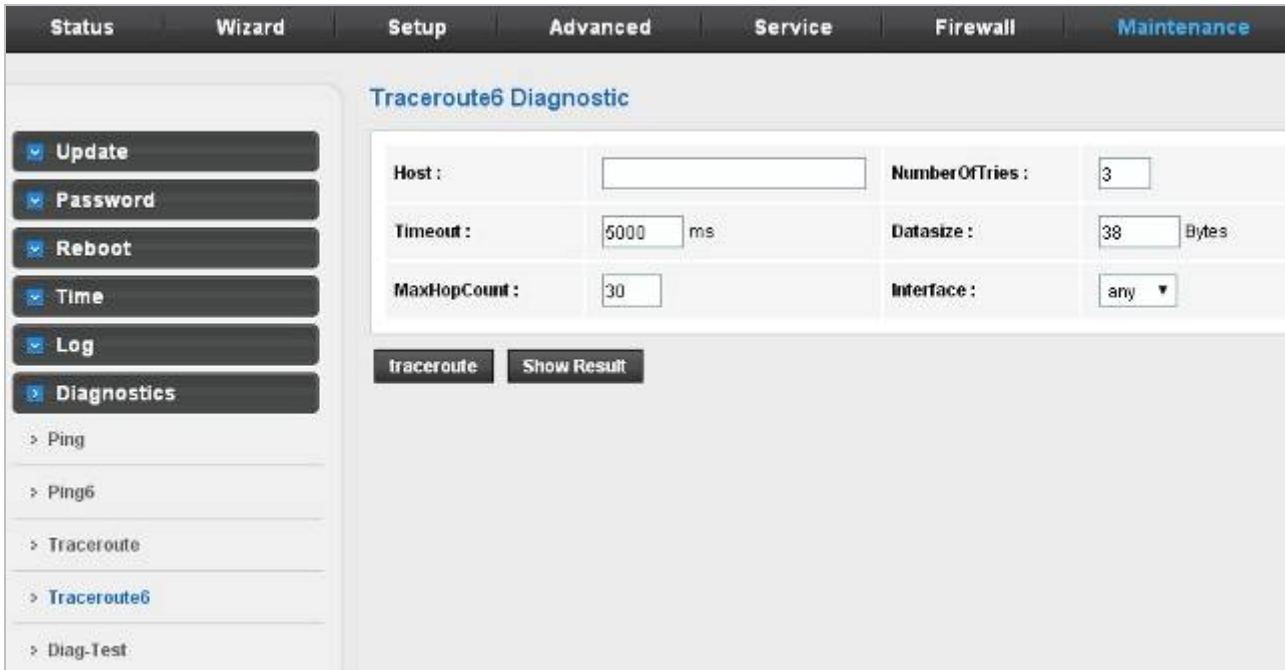 Status Wizard Setup Advanced Service Firewall Maintenance
Update
Password
Reboot
Time
Log
Diagnostics
> Ping
> Ping6
> Traceroute
> Traceroute6
> Diag-Test
Traceroute6 Diagnostic
Host : NumberOfTries : 3
Timeout : 5000 ms Datasize : 38 Bytes
MaxHopCount : 30 Interface : any
traceroute Show Result